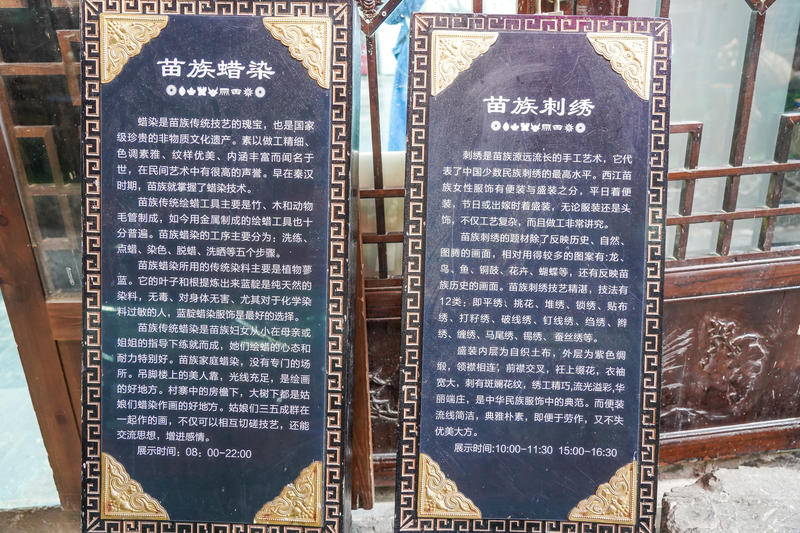 苗族蜡染
蜡染是苗族传统技艺的瑰宝，也是国家
级珍贵的非物质文化遗产。素以做工精细、
色调素雅、纹样优美、内涵丰富而闻名于
世，在民间艺术中有很高的声誉。早在秦汉
时期，苗族就掌握了蜡染技术。
苗族传统绘蜡工具主要是竹、木和动物
毛管制成，如今用金属制成的绘蜡工具也十
分普遍。苗族蜡染的工序主要分为：洗练、
点蜡、染色、脱蜡、洗晒等五个步骤。
苗族蜡染所用的传统染料主要是植物蓼
蓝。它的叶子和根提炼出来蓝靛是纯天然的
染料，无毒、对身体无害、尤其对于化学染
料过敏的人，蓝靛蜡染服是最好的选择。
苗族传统蜡染是苗族妇女从小在母亲或
姐姐的指导下练就而成，她们绘蜡的心态和
耐力特别好。苗族家庭蜡染，没有专门的场
所。吊脚楼上的美人靠，光线充足，是绘画
的好地方。村寨中的房檐下，大树下都是姑
娘们蜡染作画的好地方。姑娘们三五成群在
一起作的画，不仅可以相互切磋技艺，还能
交流思想，增进感情。
展示时间：08：00-22:00
苗族刺绣
刺绣是苗族源远流长的手工艺术，它代
表了中国少数民族刺绣的最高水平。西江苗
族女性服饰有便装与盛装之分，平日着便
装，节日或出嫁时着盛装，无论服装还是头
饰，不仅工艺复杂，而且做工非常讲究。
苗族刺绣的题材除了反映历史、自然、
图腾的画面，相对用得较多的图案有:龙、
鸟、鱼、铜鼓、花卉、蝴蝶等，还有反映苗
族历史的画面。苗族刺绣技艺精湛，技法有
12类：即平绣、挑花、堆绣、锁绣、贴布
绣、打籽绣、破线绣、钉线绣、绉绣、辫
绣、缠绣、马尾绣、锡绣、蚕丝绣等。
盛装内层为自织土布，外层为紫色绸
缎，领襟相连，前襟交叉，衽上缀花，衣袖
宽大，刺有斑斓花纹，绣工精巧,流光溢彩,华
丽端庄，是中华民族服饰中的典范。而便装
流线简洁，典雅朴素，即便于劳作，又不失
优美大方。
展示时间:10:00-11:30 15:00-16:30